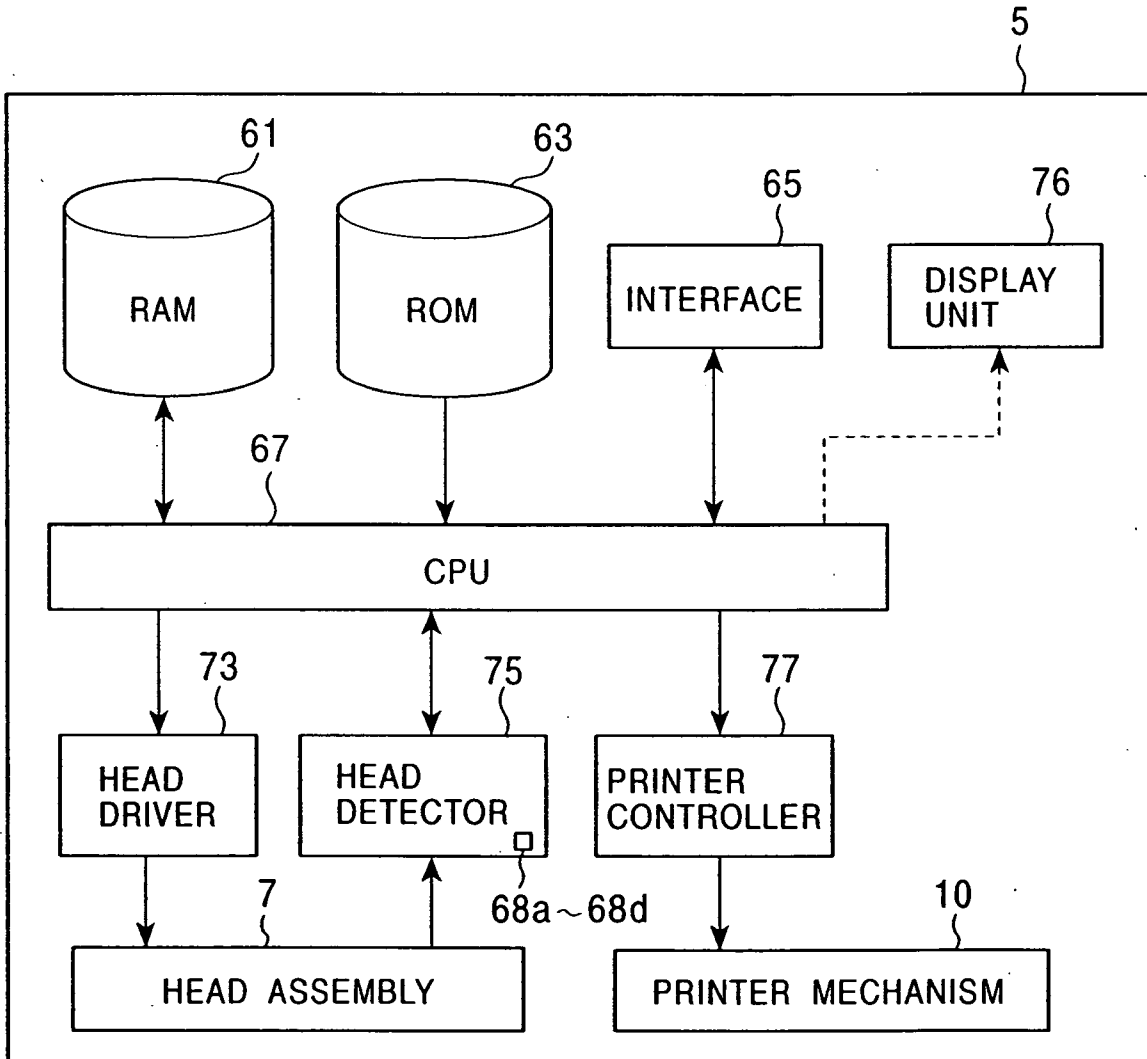 5
61
63
65
76
RAM
ROM
INTERFACE
DISPLAY
UNIT
67
CPU
73
75
77
HEAD
DRIVER
HEAD
DETECTOR
PRINTER
CONTROLLER
7
68a~68d
10
HEAD ASSEMBLY
PRINTER MECHANISM